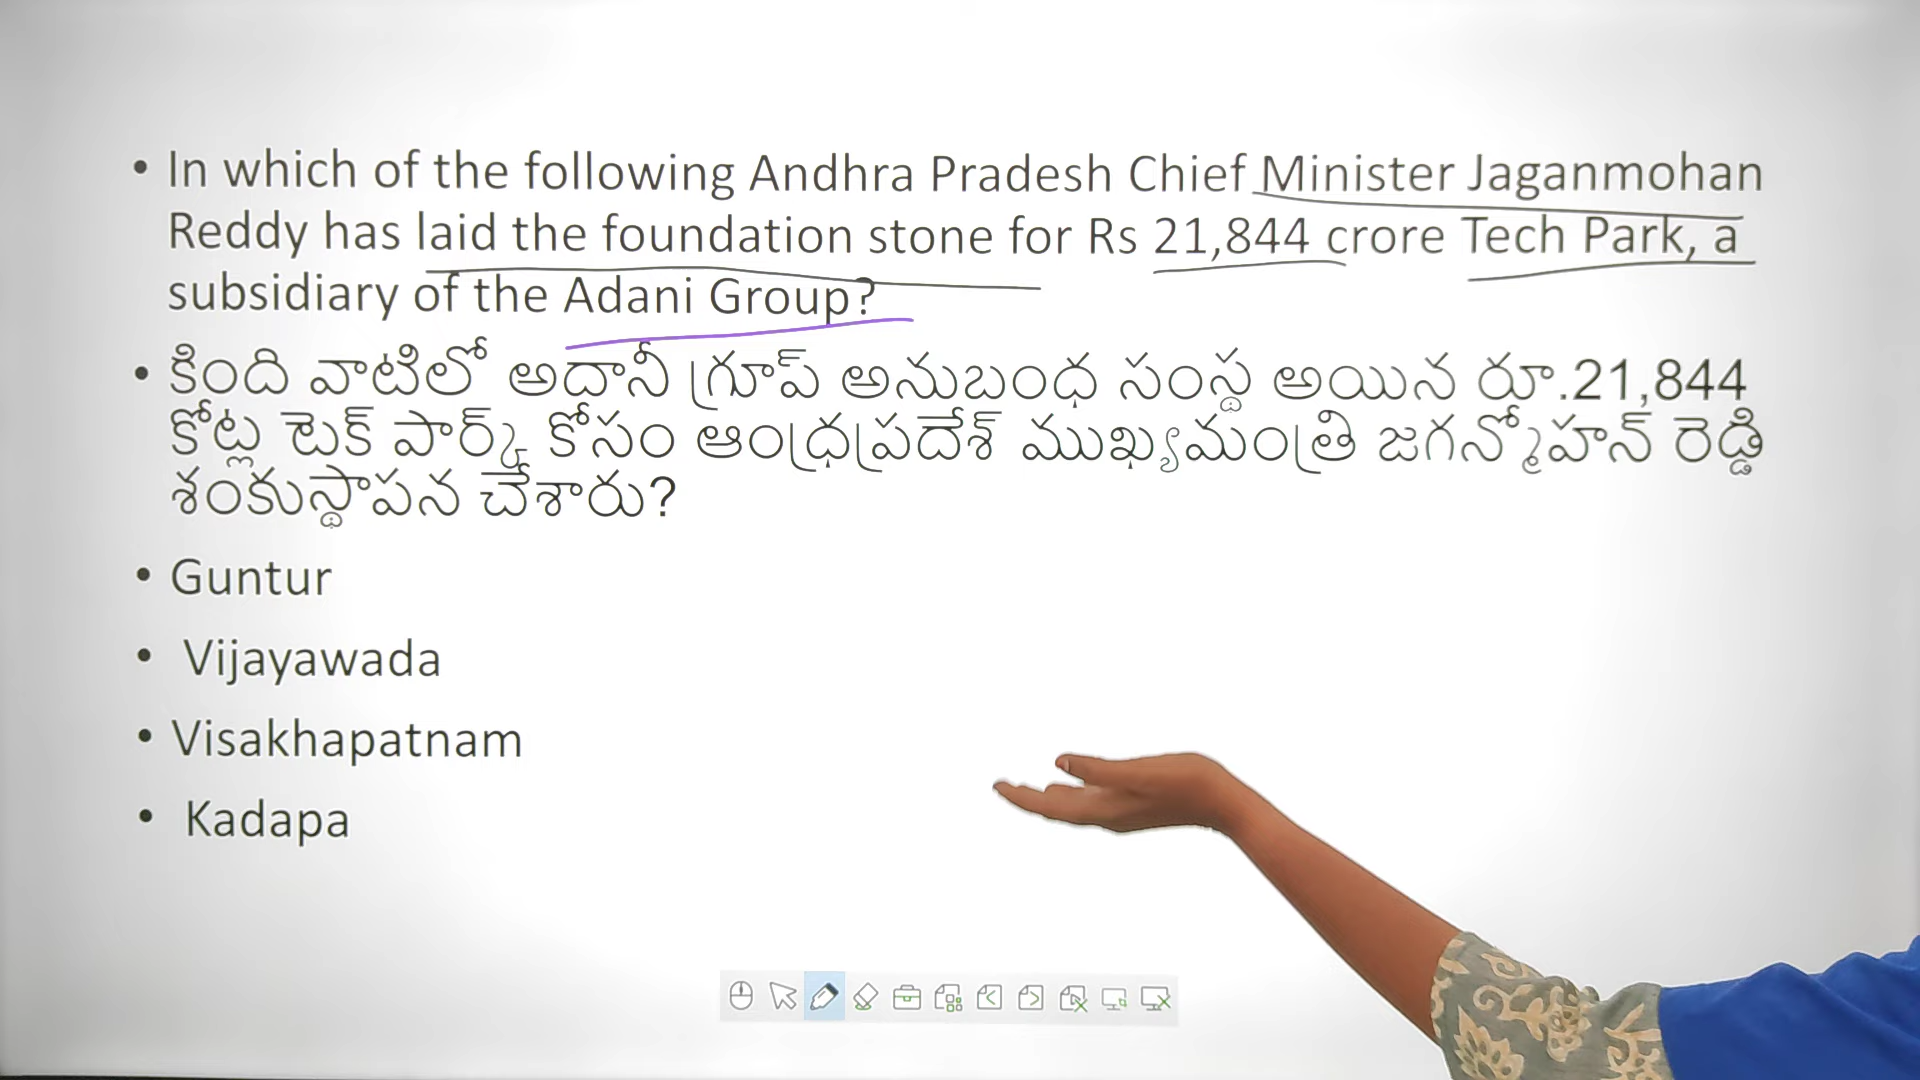 • In which of the following Andhra Pradesh Chief Minister Jaganmohan
Reddy has laid the foundation stone for Rs 21,844 crore Tech Park, a
subsidiary of the Adani Group?
• కింది వాటిలో అదానీ గ్రూప్ అనుబంధ సంస్థ అయిన రూ.21,844
కోట్ల టెక్ పార్క్ కోసం ఆంధ్రప్రదేశ్ ముఖ్యమంత్రి జగన్మోహన్ రెడ్డి
శంకుస్థాపన చేశారు?
• Guntur
• Vijayawada
• Visakhapatnam
• Kadapa